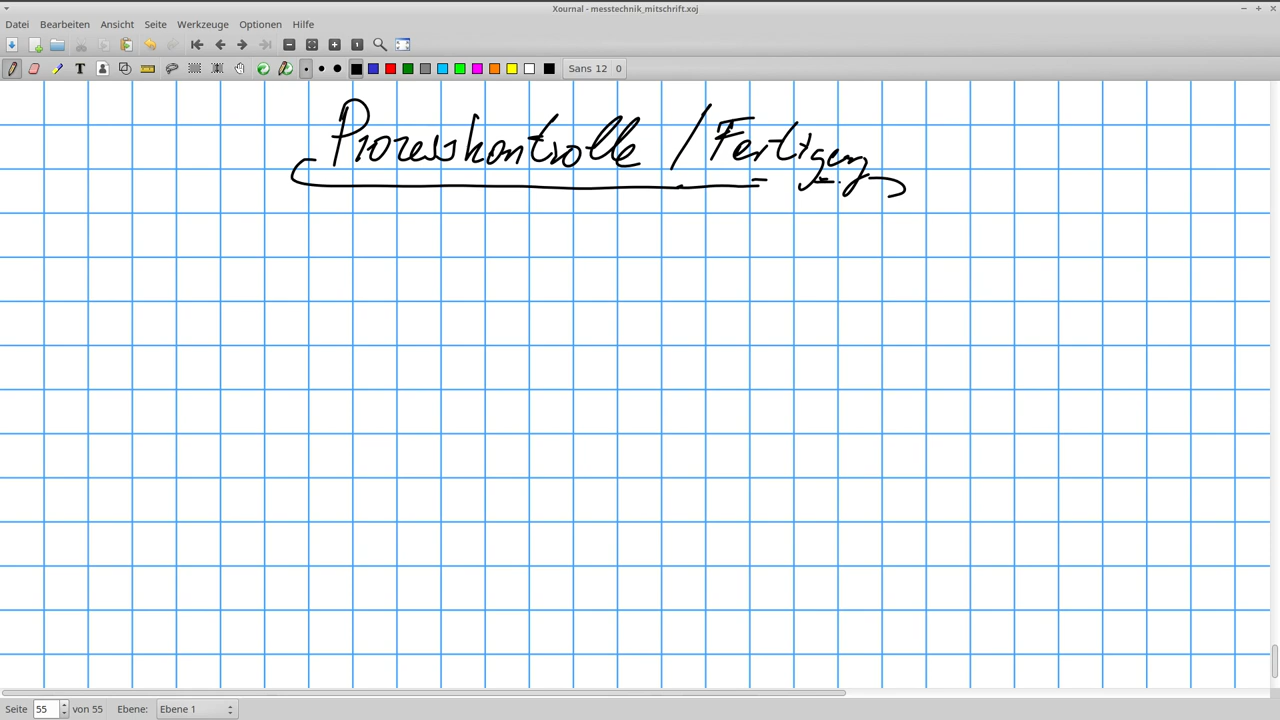 Xournal - messtechnik_mitschrift.xoj
Datei Bearbeiten Ansicht Seite Werkzeuge Optionen Hilfe
Sans 12 0
Prozesskontrolle / Fertigung
Seite 55 von 55 Ebene: Ebene 1